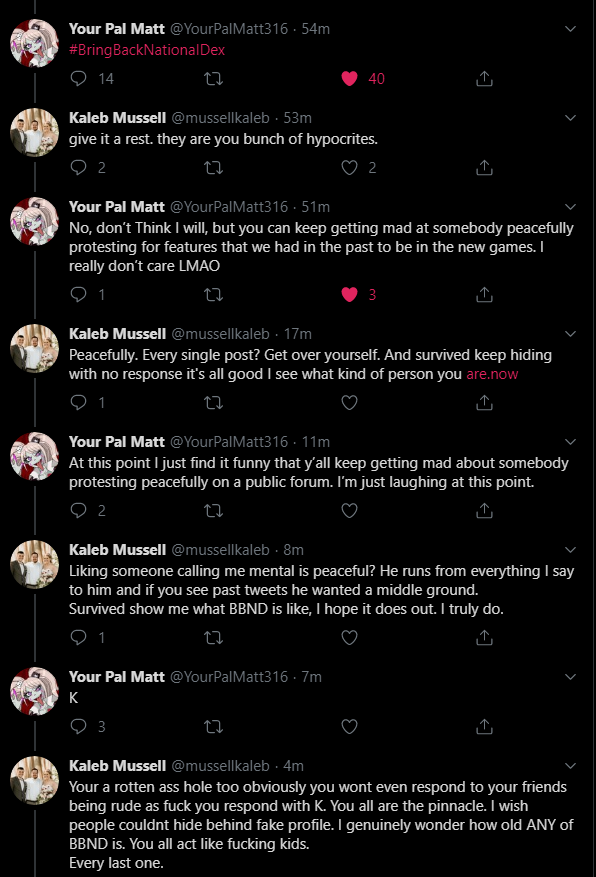 Your Pal Matt @YourPalMatt316 · 54m
#BringBackNationalDex
14 40
Kaleb Mussell @mussellkaleb · 53m
give it a rest. they are you bunch of hypocrites.
2 2
Your Pal Matt @YourPalMatt316 · 51m
No, don't Think I will, but you can keep getting mad at somebody peacefully
protesting for features that we had in the past to be in the new games. I
really don't care LMAO
1 3
Kaleb Mussell @mussellkaleb · 17m
Peacefully. Every single post? Get over yourself. And survived keep hiding
with no response it's all good I see what kind of person you are.now
1
Your Pal Matt @YourPalMatt316 · 11m
At this point I just find it funny that y'all keep getting mad about somebody
protesting peacefully on a public forum. I'm just laughing at this point.
2
Kaleb Mussell @mussellkaleb · 8m
Liking someone calling me mental is peaceful? He runs from everything I say
to him and if you see past tweets he wanted a middle ground.
Survived show me what BBND is like, I hope it does out. I truly do.
1
Your Pal Matt @YourPalMatt316 · 7m
K
3
Kaleb Mussell @mussellkaleb · 4m
Your a rotten ass hole too obviously you wont even respond to your friends
being rude as fuck you respond with K. You all are the pinnacle. I wish
people couldnt hide behind fake profile. I genuinely wonder how old ANY of
BBND is. You all act like fucking kids.
Every last one.